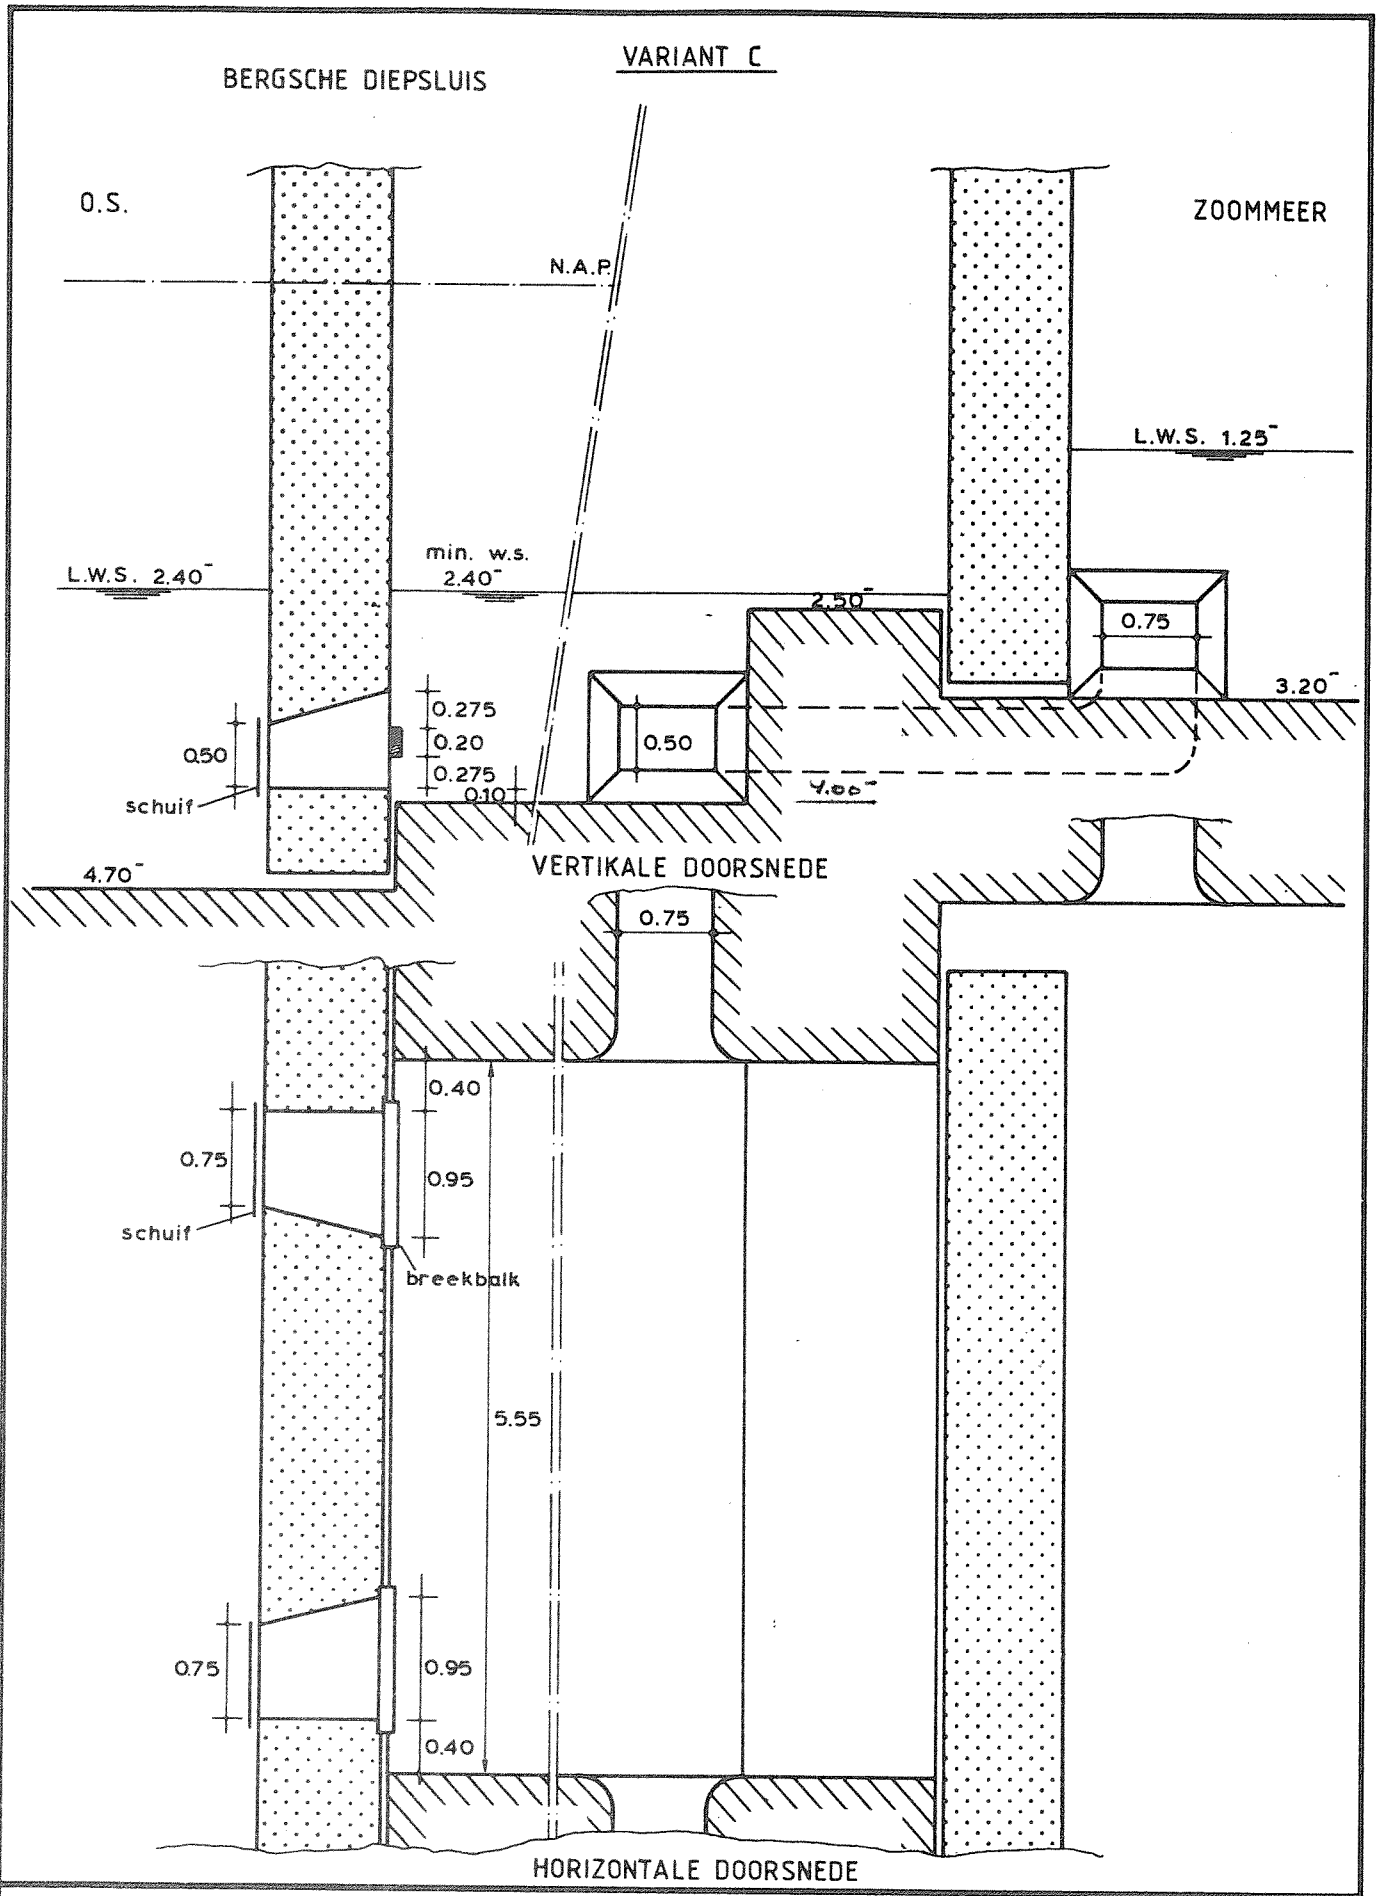 VARIANT C
BERGSCHE DIEPSLUIS
O.S.
ZOOMMEER
N.A.P.
L.W.S. 1.25-
min. w.s.
L.W.S. 2.40-
2.40-
2.50-
0.75
3.20-
0.275
0.50
0.20
0.50
0.275
0.10
schuif
4.00-
VERTIKALE DOORSNEDE
4.70-
0.75
0.40
0.75
0.95
schuif
breekbalk
5.55
0.75
0.95
0.40
HORIZONTALE DOORSNEDE